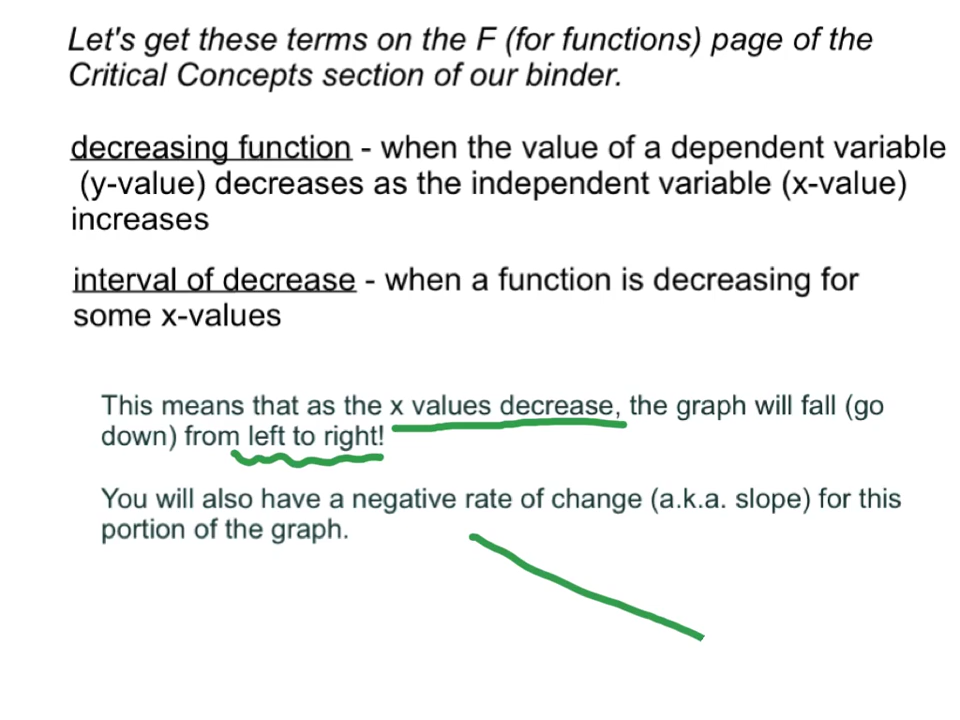 Let's get these terms on the F (for functions) page of the
Critical Concepts section of our binder.
decreasing function - when the value of a dependent variable
(y-value) decreases as the independent variable (x-value)
increases
interval of decrease - when a function is decreasing for
some x-values
This means that as the x values decrease, the graph will fall (go
down) from left to right!
You will also have a negative rate of change (a.k.a. slope) for this
portion of the graph.